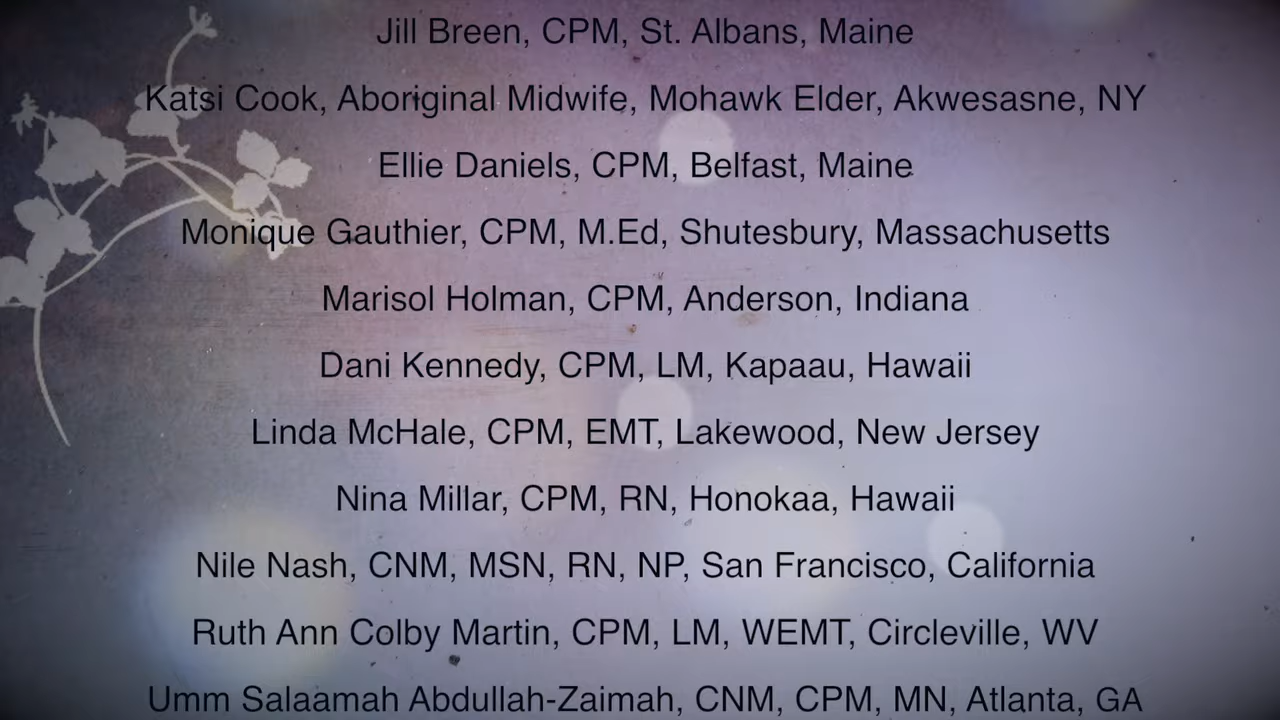 Jill Breen, CPM, St. Albans, Maine
Katsi Cook, Aboriginal Midwife, Mohawk Elder, Akwesasne, NY
Ellie Daniels, CPM, Belfast, Maine
Monique Gauthier, CPM, M.Ed, Shutesbury, Massachusetts
Marisol Holman, CPM, Anderson, Indiana
Dani Kennedy, CPM, LM, Kapaau, Hawaii
Linda McHale, CPM, EMT, Lakewood, New Jersey
Nina Millar, CPM, RN, Honokaa, Hawaii
Nile Nash, CNM, MSN, RN, NP, San Francisco, California
Ruth Ann Colby Martin, CPM, LM, WEMT, Circleville, WV
Umm Salaamah Abdullah-Zaimah, CNM, CPM, MN, Atlanta, GA